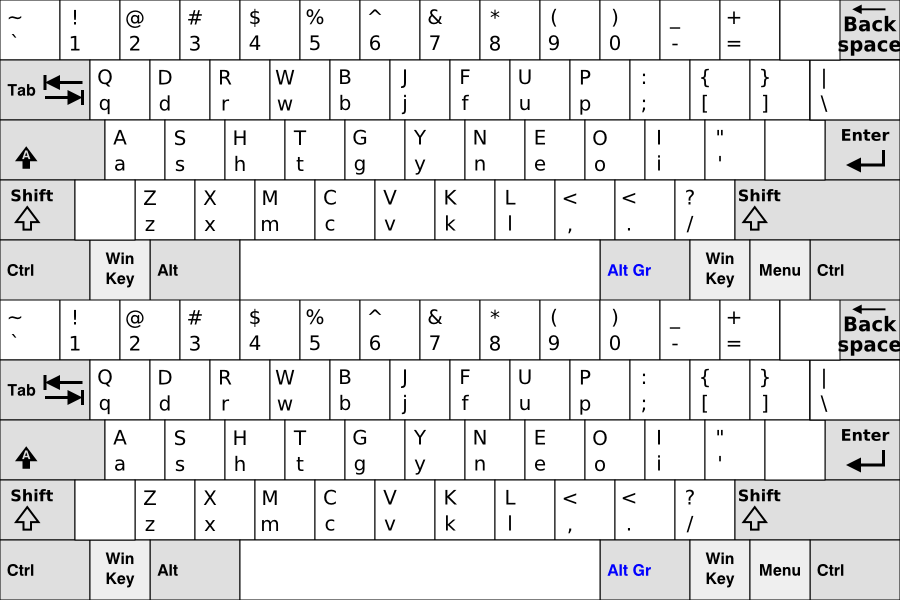 ~ ! @ # $ % ^ & * ( ) _ +
` 1 2 3 4 5 6 7 8 9 0 - = Back space
Tab Q D R W B J F U P : { } |
q d r w b j f u p ; [ ] \
A A S H T G Y N E O I " Enter
a s h t g y n e o i '
Shift Z X M C V K L < < ? Shift
z x m c v k l , . /
Ctrl Win Key Alt Alt Gr Win Key Menu Ctrl
~ ! @ # $ % ^ & * ( ) _ +
` 1 2 3 4 5 6 7 8 9 0 - = Back space
Tab Q D R W B J F U P : { } |
q d r w b j f u p ; [ ] \
A A S H T G Y N E O I " Enter
a s h t g y n e o i '
Shift Z X M C V K L < < ? Shift
z x m c v k l , . /
Ctrl Win Key Alt Alt Gr Win Key Menu Ctrl